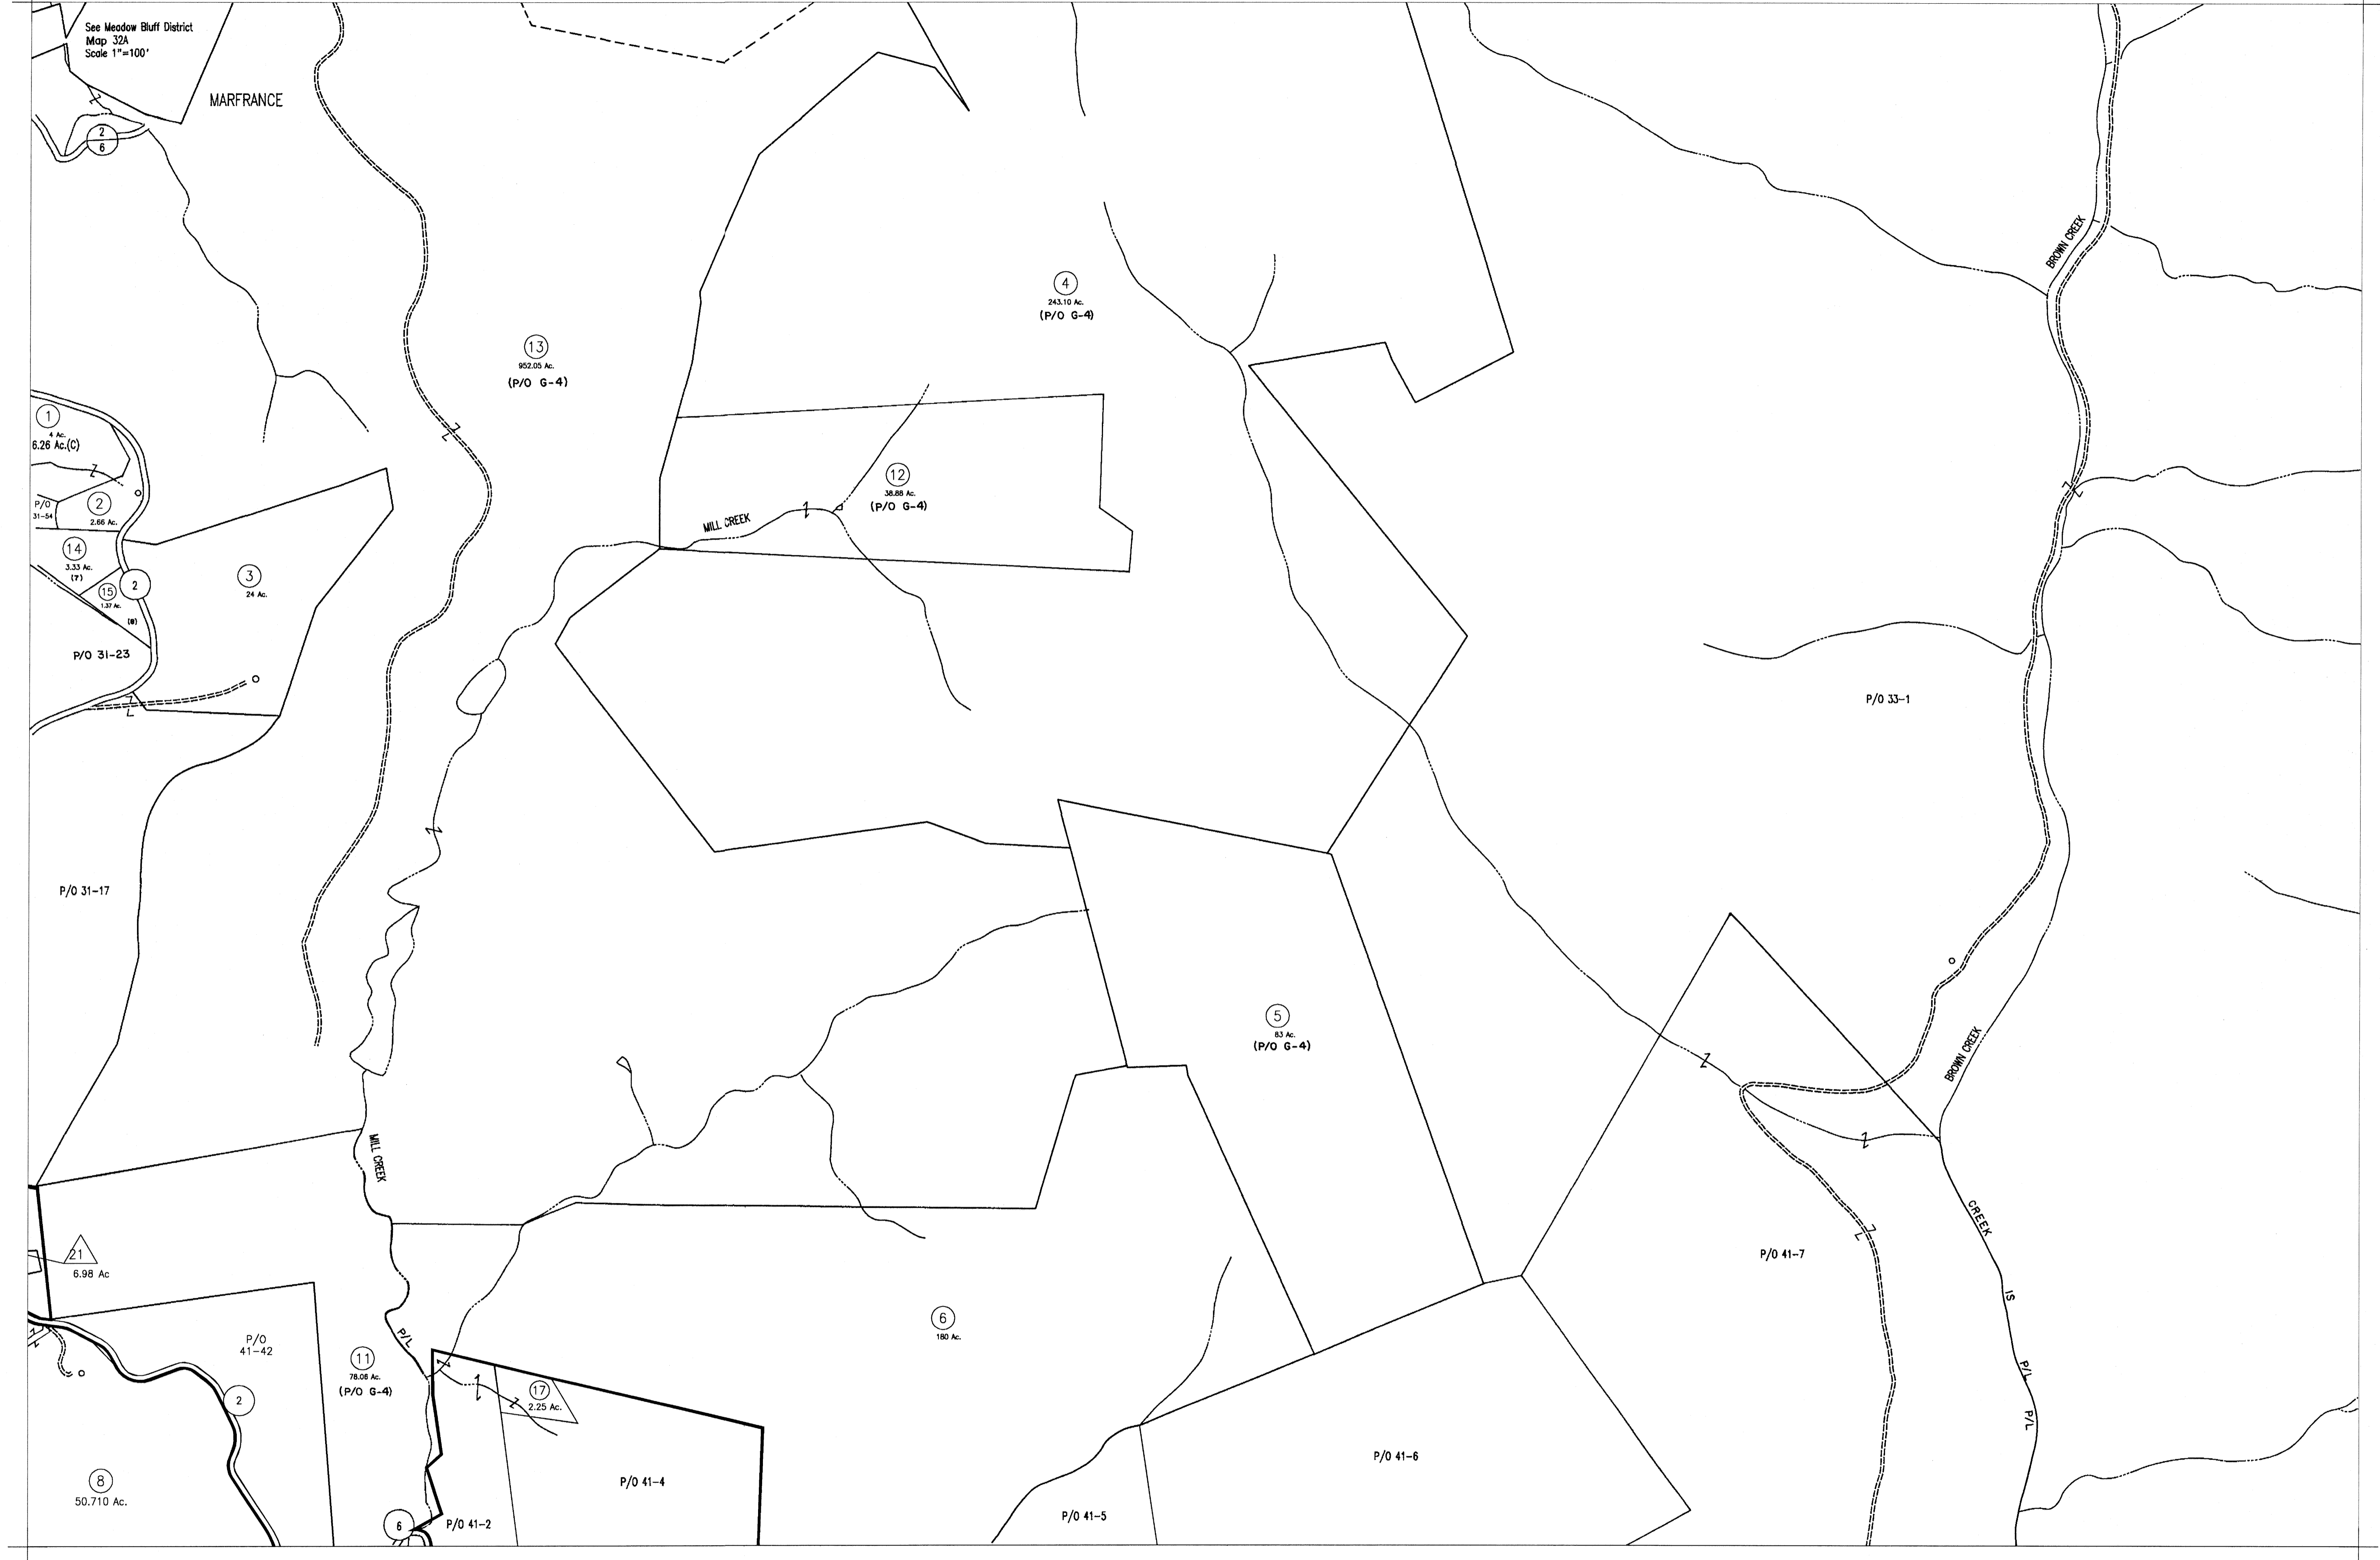 See Meadow Bluff District
Map 32A
Scale 1"=100'
MARFRANCE
2
6
BROWN CREEK
4
243.10 Ac.
(P/O G-4)
13
952.05 Ac.
(P/O G-4)
1
4 Ac.
6.26 Ac.(C)
12
38.88 Ac.
(P/O G-4)
MILL CREEK
P/O
31-54
2
2.66 Ac.
14
3.33 Ac.
(7)
2
15
1.37 Ac.
(8)
3
24 Ac.
P/O 31-23
P/O 33-1
P/O 31-17
5
83 Ac.
(P/O G-4)
BROWN CREEK
MILL CREEK
CREEK
IS
P/L
P/L
21
6.98 Ac
P/O 41-7
P/O
41-42
P/L
6
180 Ac.
11
78.08 Ac.
(P/O G-4)
2
17
2.25 Ac.
8
50.710 Ac.
P/O 41-4
P/O 41-6
6
P/O 41-2
P/O 41-5